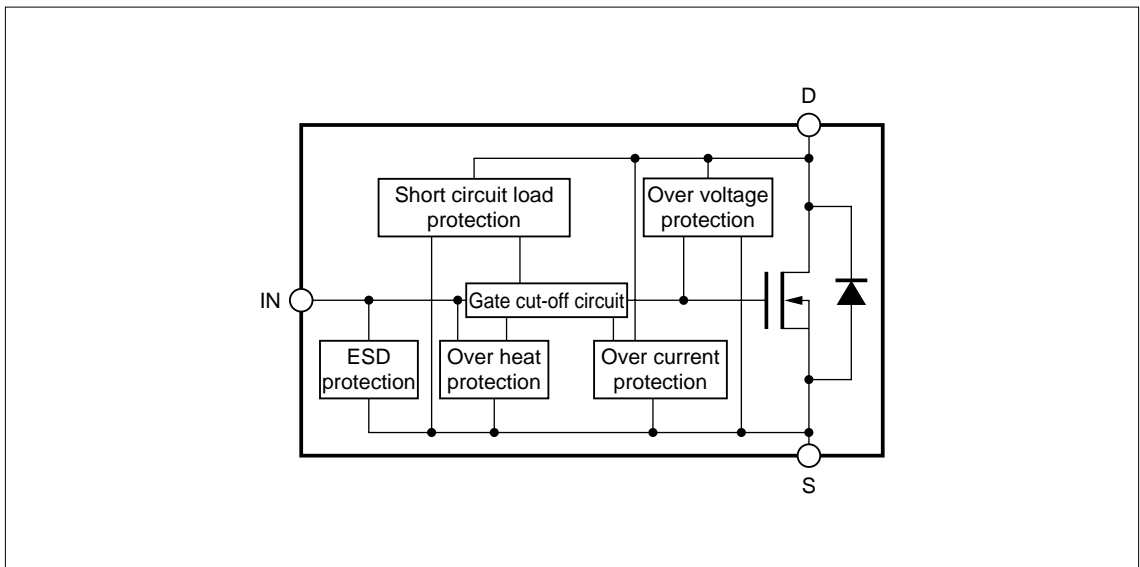 D
Short circuit load
protection
Over voltage
protection
IN
Gate cut-off circuit
ESD
protection
Over heat
protection
Over current
protection
S